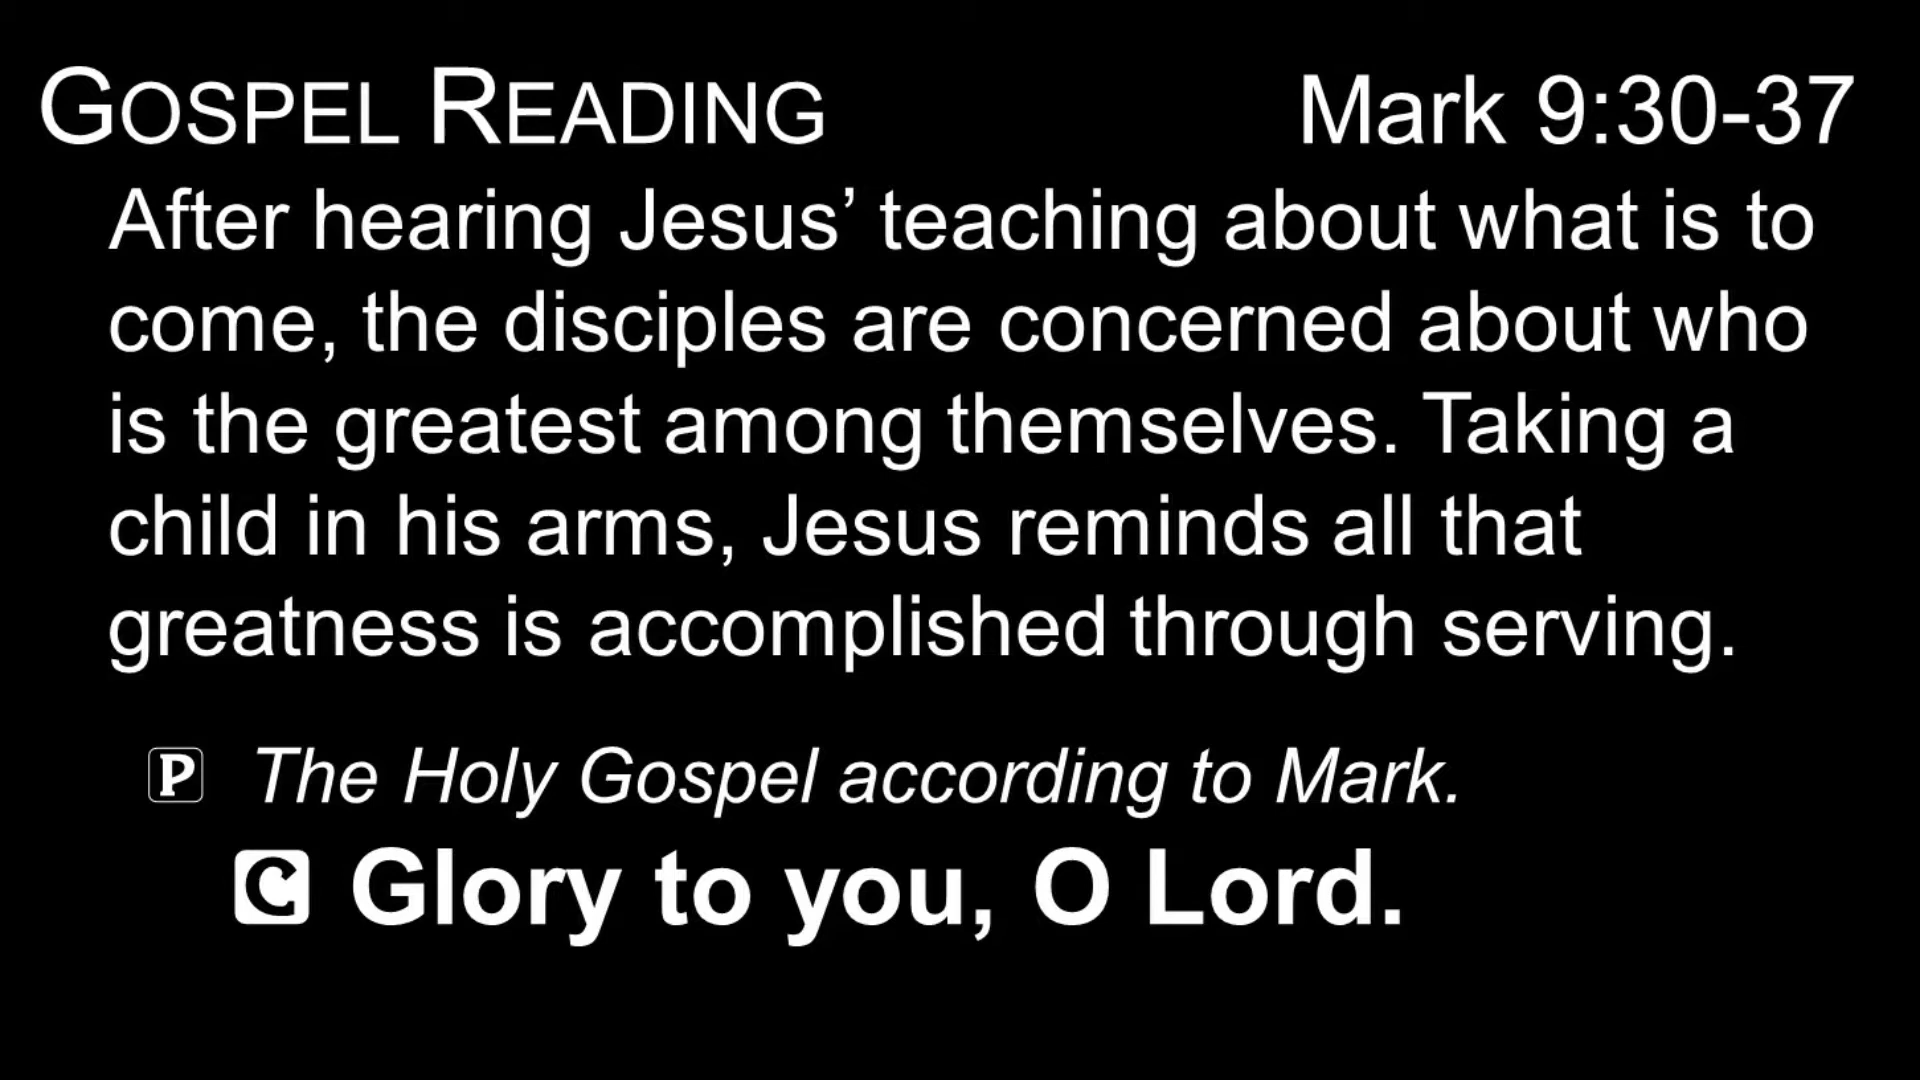 GOSPEL READING Mark 9:30-37
After hearing Jesus’ teaching about what is to
come, the disciples are concerned about who
is the greatest among themselves. Taking a
child in his arms, Jesus reminds all that
greatness is accomplished through serving.
P The Holy Gospel according to Mark.
C Glory to you, O Lord.